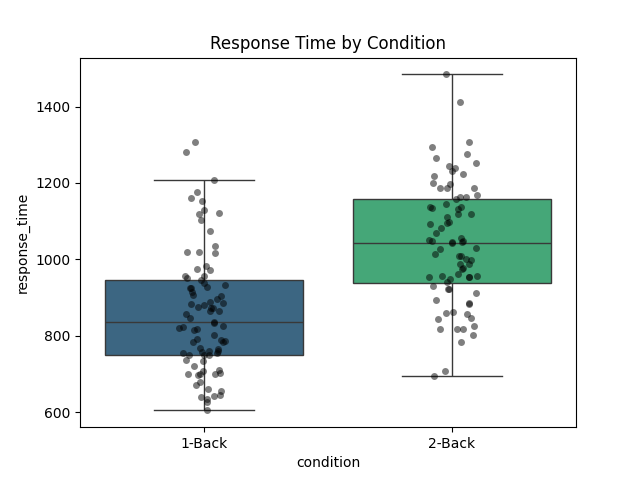 Response Time by Condition
response_time
1400
1200
1000
800
600
1-Back
2-Back
condition